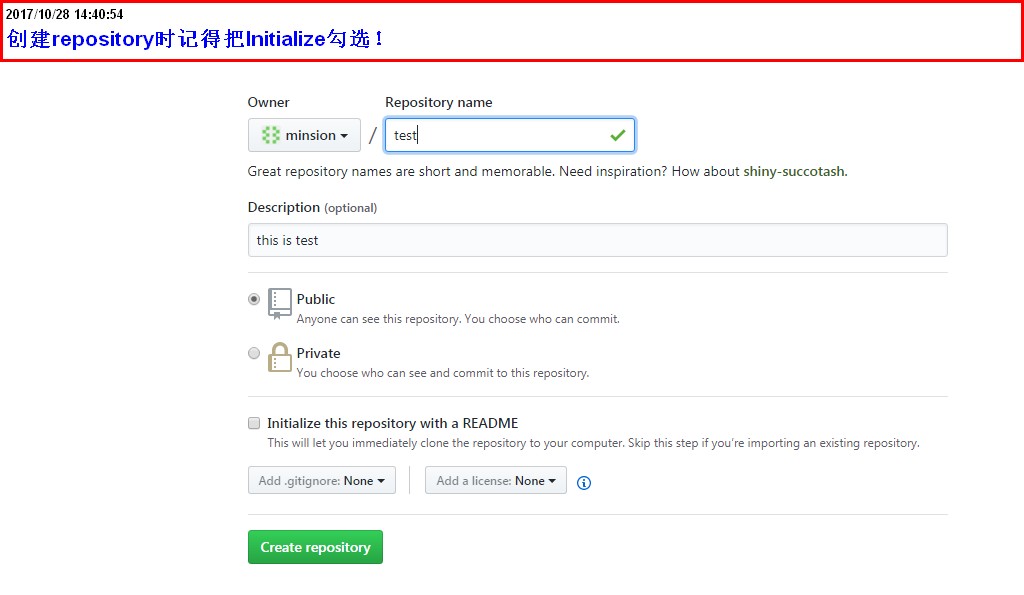 2017/10/28 14:40:54
创建repository时记得把Initialize勾选！
Owner
Repository name
minsion
/
test
Great repository names are short and memorable. Need inspiration? How about shiny-succotash.
Description (optional)
this is test
Public
Anyone can see this repository. You choose who can commit.
Private
You choose who can see and commit to this repository.
Initialize this repository with a README
This will let you immediately clone the repository to your computer. Skip this step if you’re importing an existing repository.
Add .gitignore: None
Add a license: None
Create repository